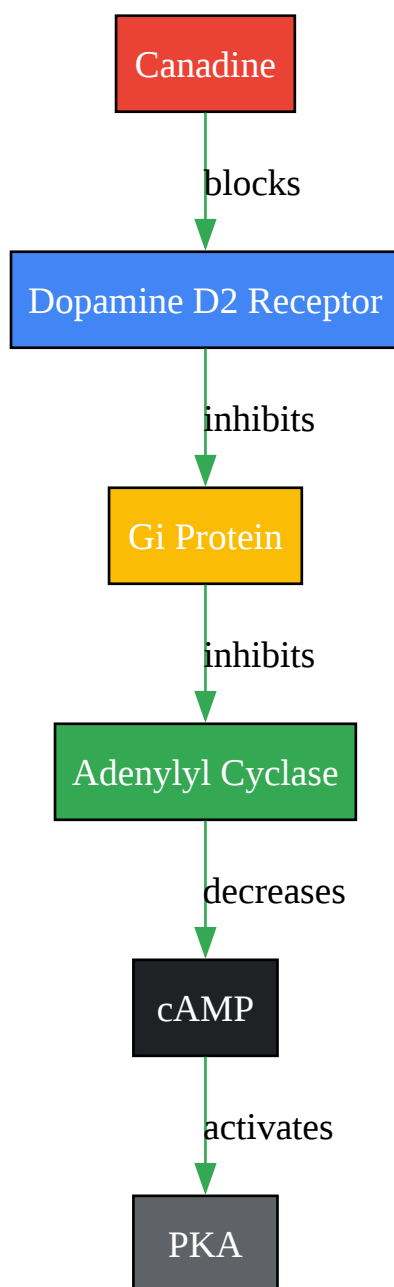 Canadine
blocks
Dopamine D2 Receptor
inhibits
Gi Protein
inhibits
Adenylyl Cyclase
decreases
cAMP
activates
PKA